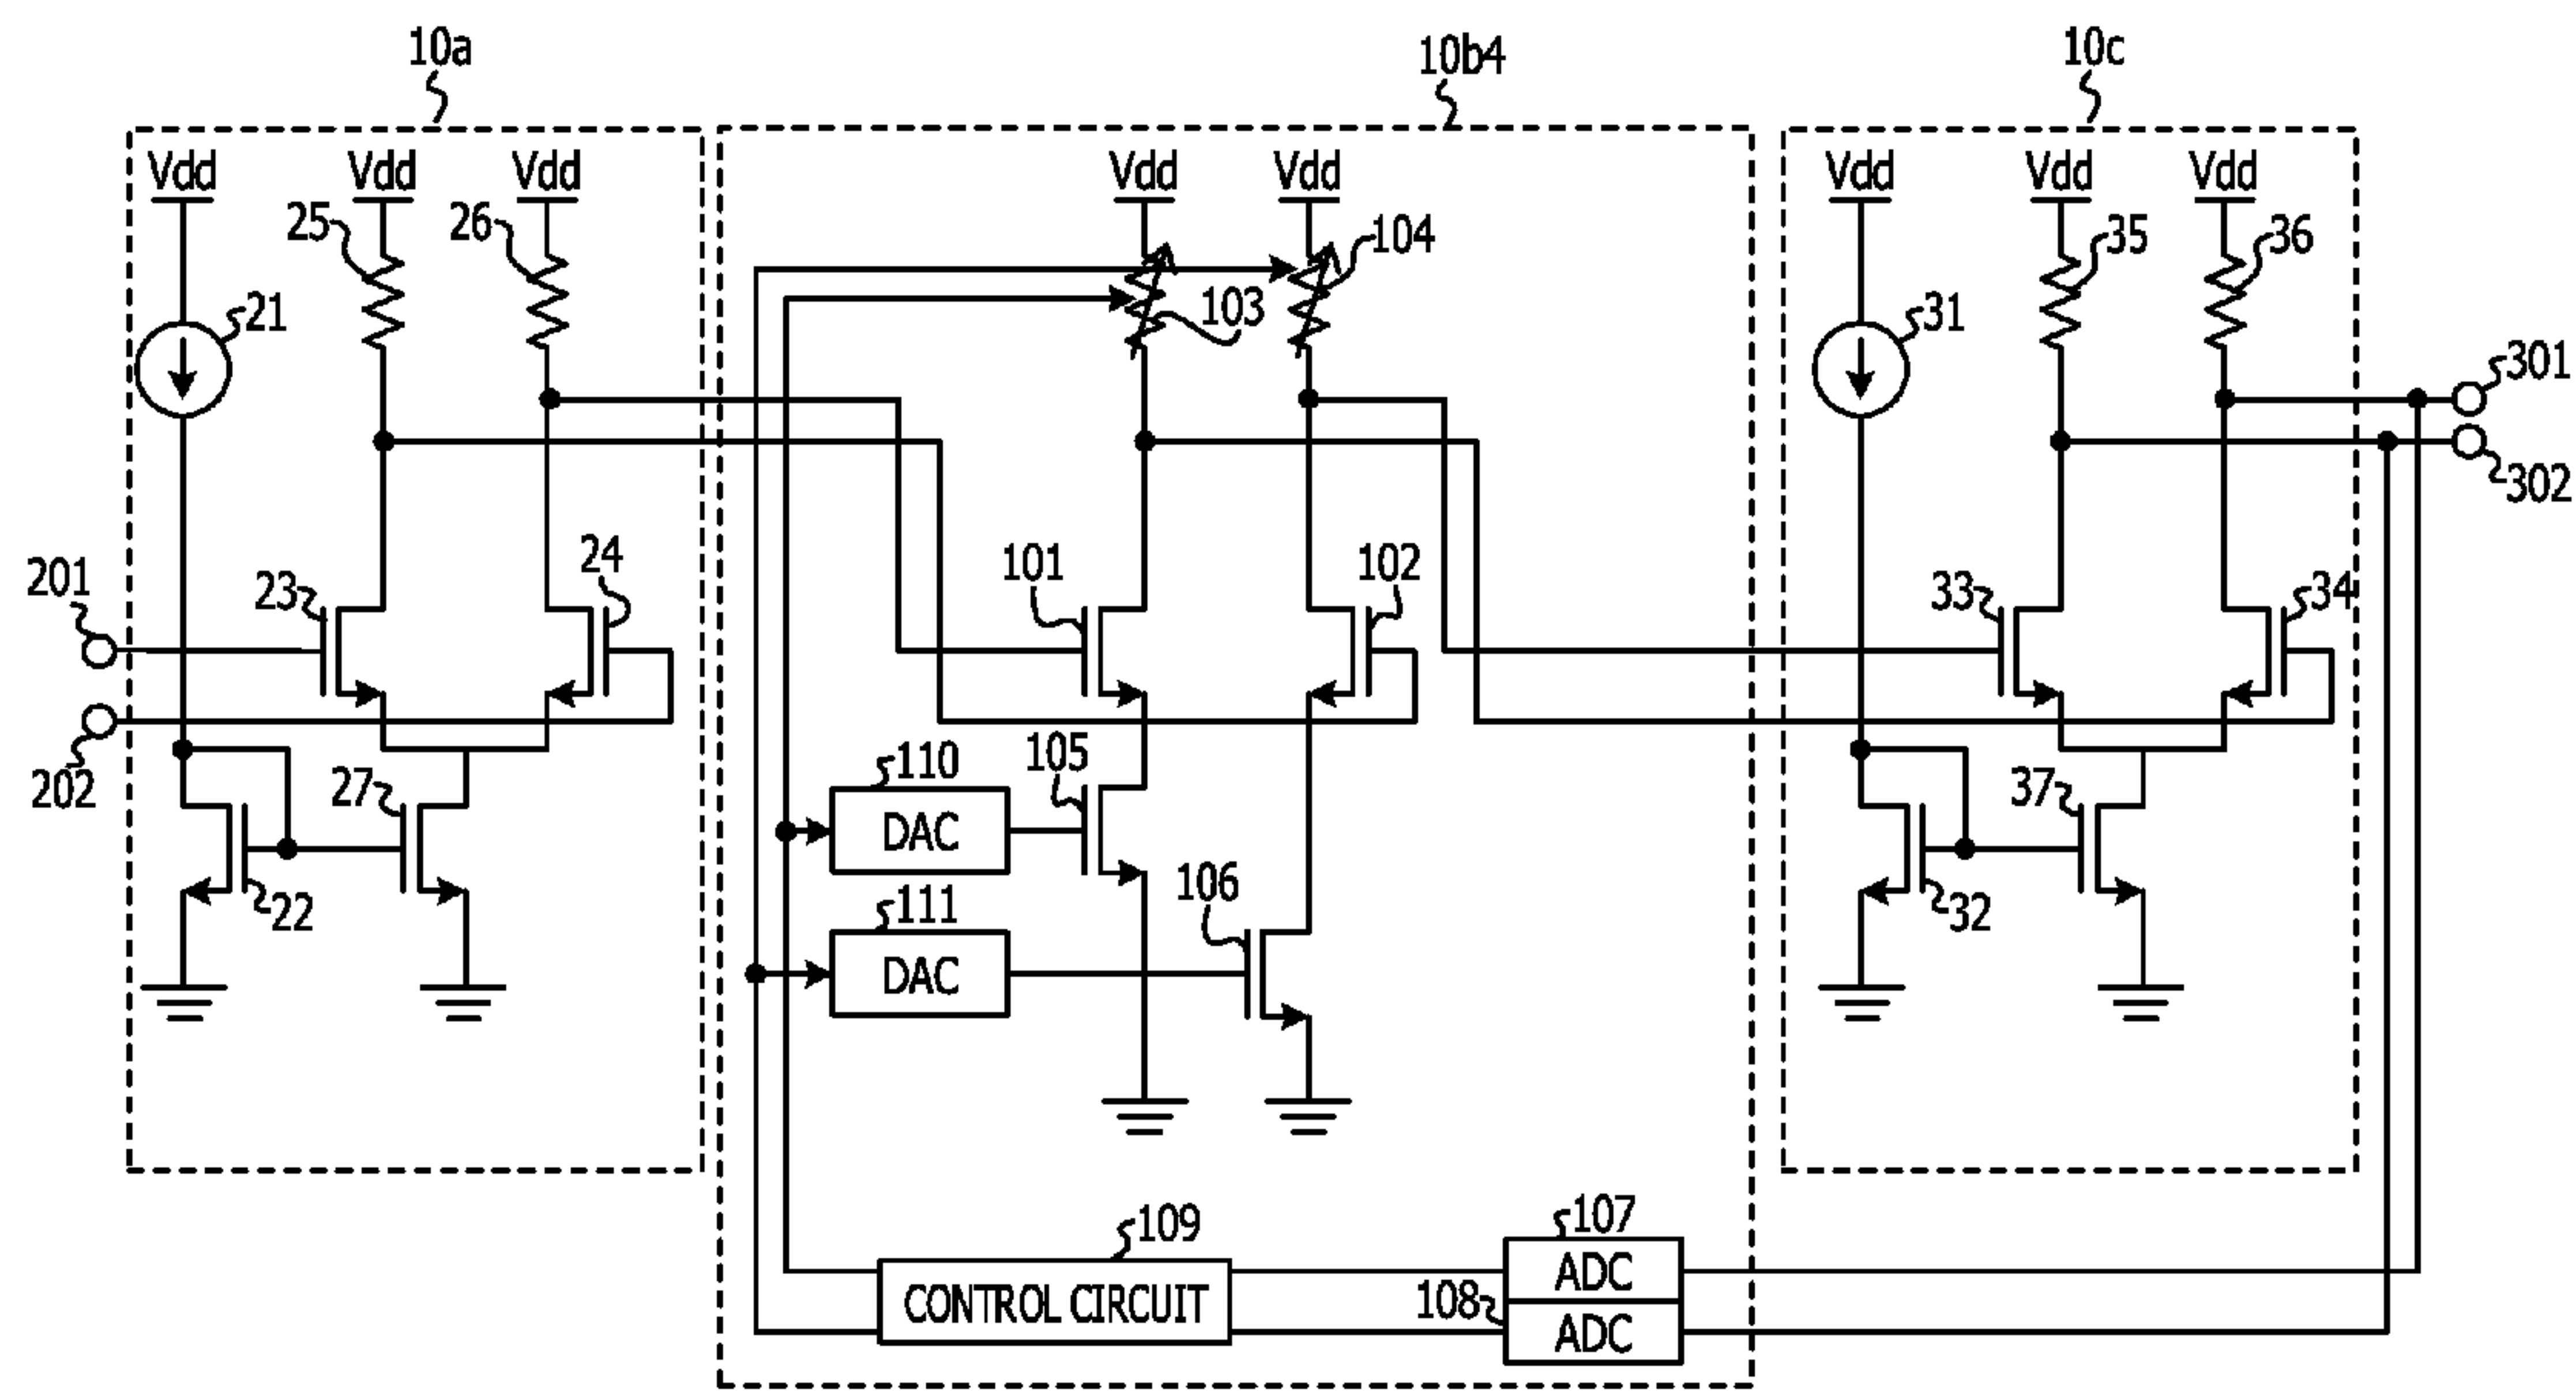 10a
10b4
10c
Vdd
Vdd
Vdd
Vdd
Vdd
Vdd
Vdd
Vdd
25
26
104
35
36
21
103
31
301
302
201
23
24
101
102
33
34
202
27
110
DAC
105
37
22
111
DAC
106
32
109
CONTROL CIRCUIT
107
ADC
108
ADC